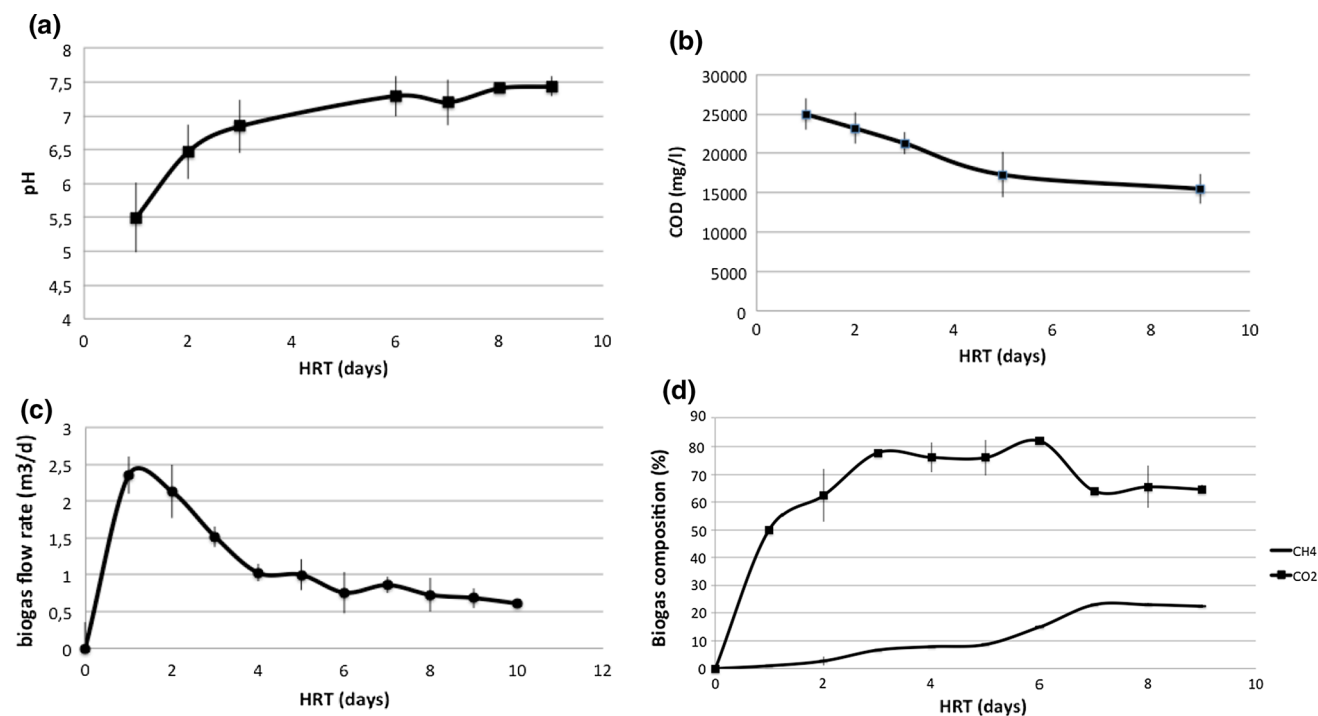 (a)
8
7,5
7
6,5
6
5,5
5
4,5
4
pH
0 2 4 6 8 10
HRT (days)
(b)
30000
25000
20000
15000
10000
5000
0
COD (mg/l)
0 2 4 6 8 10
HRT (days)
(c)
3
2,5
2
1,5
1
0,5
0
biogas flow rate (m3/d)
0 2 4 6 8 10 12
HRT (days)
(d)
90
80
70
60
50
40
30
20
10
0
Biogas composition (%)
0 2 4 6 8 10
HRT (days)
CH4
CO2